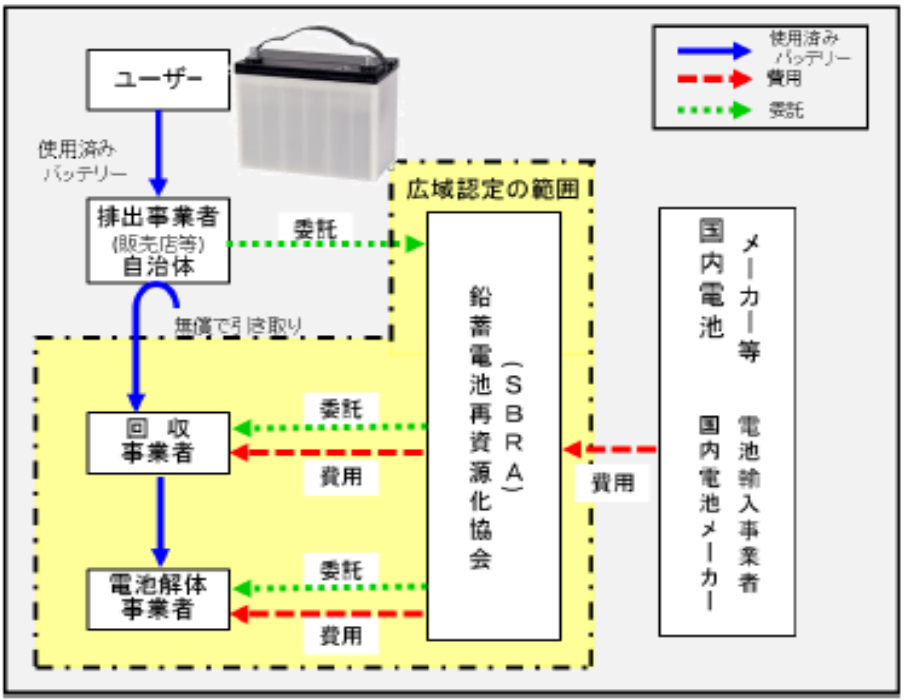 ユーザー
使用済み
バッテリー
費用
委託
使用済み
バッテリー
広域認定の範囲
排出事業者
(販売店等)
自治体
委託
無償で引き取り
鉛蓄電池再資源化協会
(SBRA)
国内電池
メーカー等
国内電池メーカー
電池輸入事業者
回収
事業者
委託
費用
費用
電池解体
事業者
委託
費用